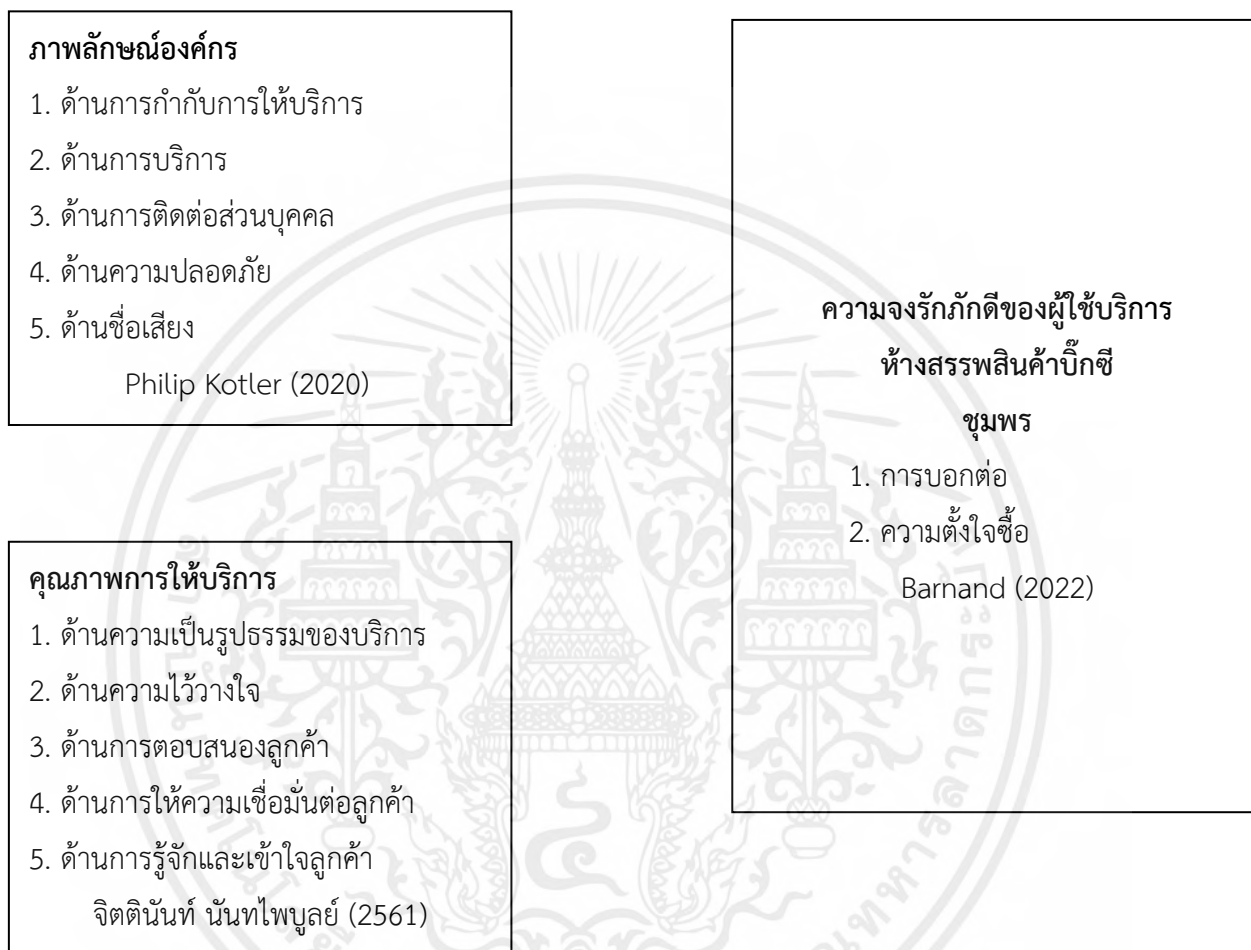 ภาพลักษณ์องค์กร
1. ด้านการกำกับการให้บริการ
2. ด้านการบริการ
3. ด้านการติดต่อส่วนบุคคล
4. ด้านความปลอดภัย
5. ด้านชื่อเสียง
Philip Kotler (2020)
คุณภาพการให้บริการ
1. ด้านความเป็นรูปธรรมของบริการ
2. ด้านความไว้วางใจ
3. ด้านการตอบสนองลูกค้า
4. ด้านการให้ความเชื่อมั่นต่อลูกค้า
5. ด้านการรู้จักและเข้าใจลูกค้า
จิตตินันท์ นันทไพบูลย์ (2561)
ความจงรักภักดีของผู้ใช้บริการ
ห้างสรรพสินค้าบิ๊กซี
ชุมพร
1. การบอกต่อ
2. ความตั้งใจซื้อ
Barnand (2022)